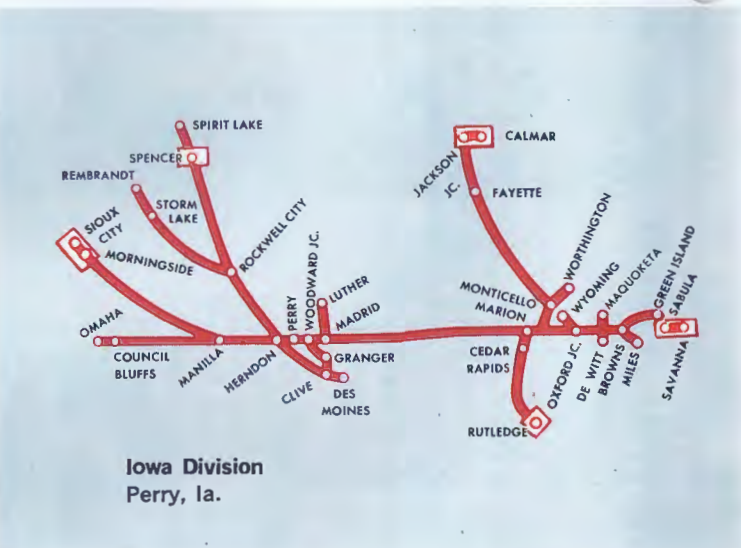 SPIRIT LAKE
SPENCER
REMBRANDT
STORM
LAKE
SIOUX
CITY
MORNINGSIDE
ROCKWELL CITY
OMAHA
COUNCIL
BLUFFS
MANILLA
HERNDON
PERRY
WOODWARD JC.
LUTHER
MADRID
GRANGER
CLIVE
DES
MOINES
CALMAR
JACKSON
JC.
FAYETTE
WORTHINGTON
MONTICELLO
MARION
WYOMING
MAQUOKETA
GREEN ISLAND
SABULA
CEDAR
RAPIDS
OXFORD JC.
DE WITT
BROWNS
MILES
SAVANNA
RUTLEDGE
Iowa Division
Perry, Ia.